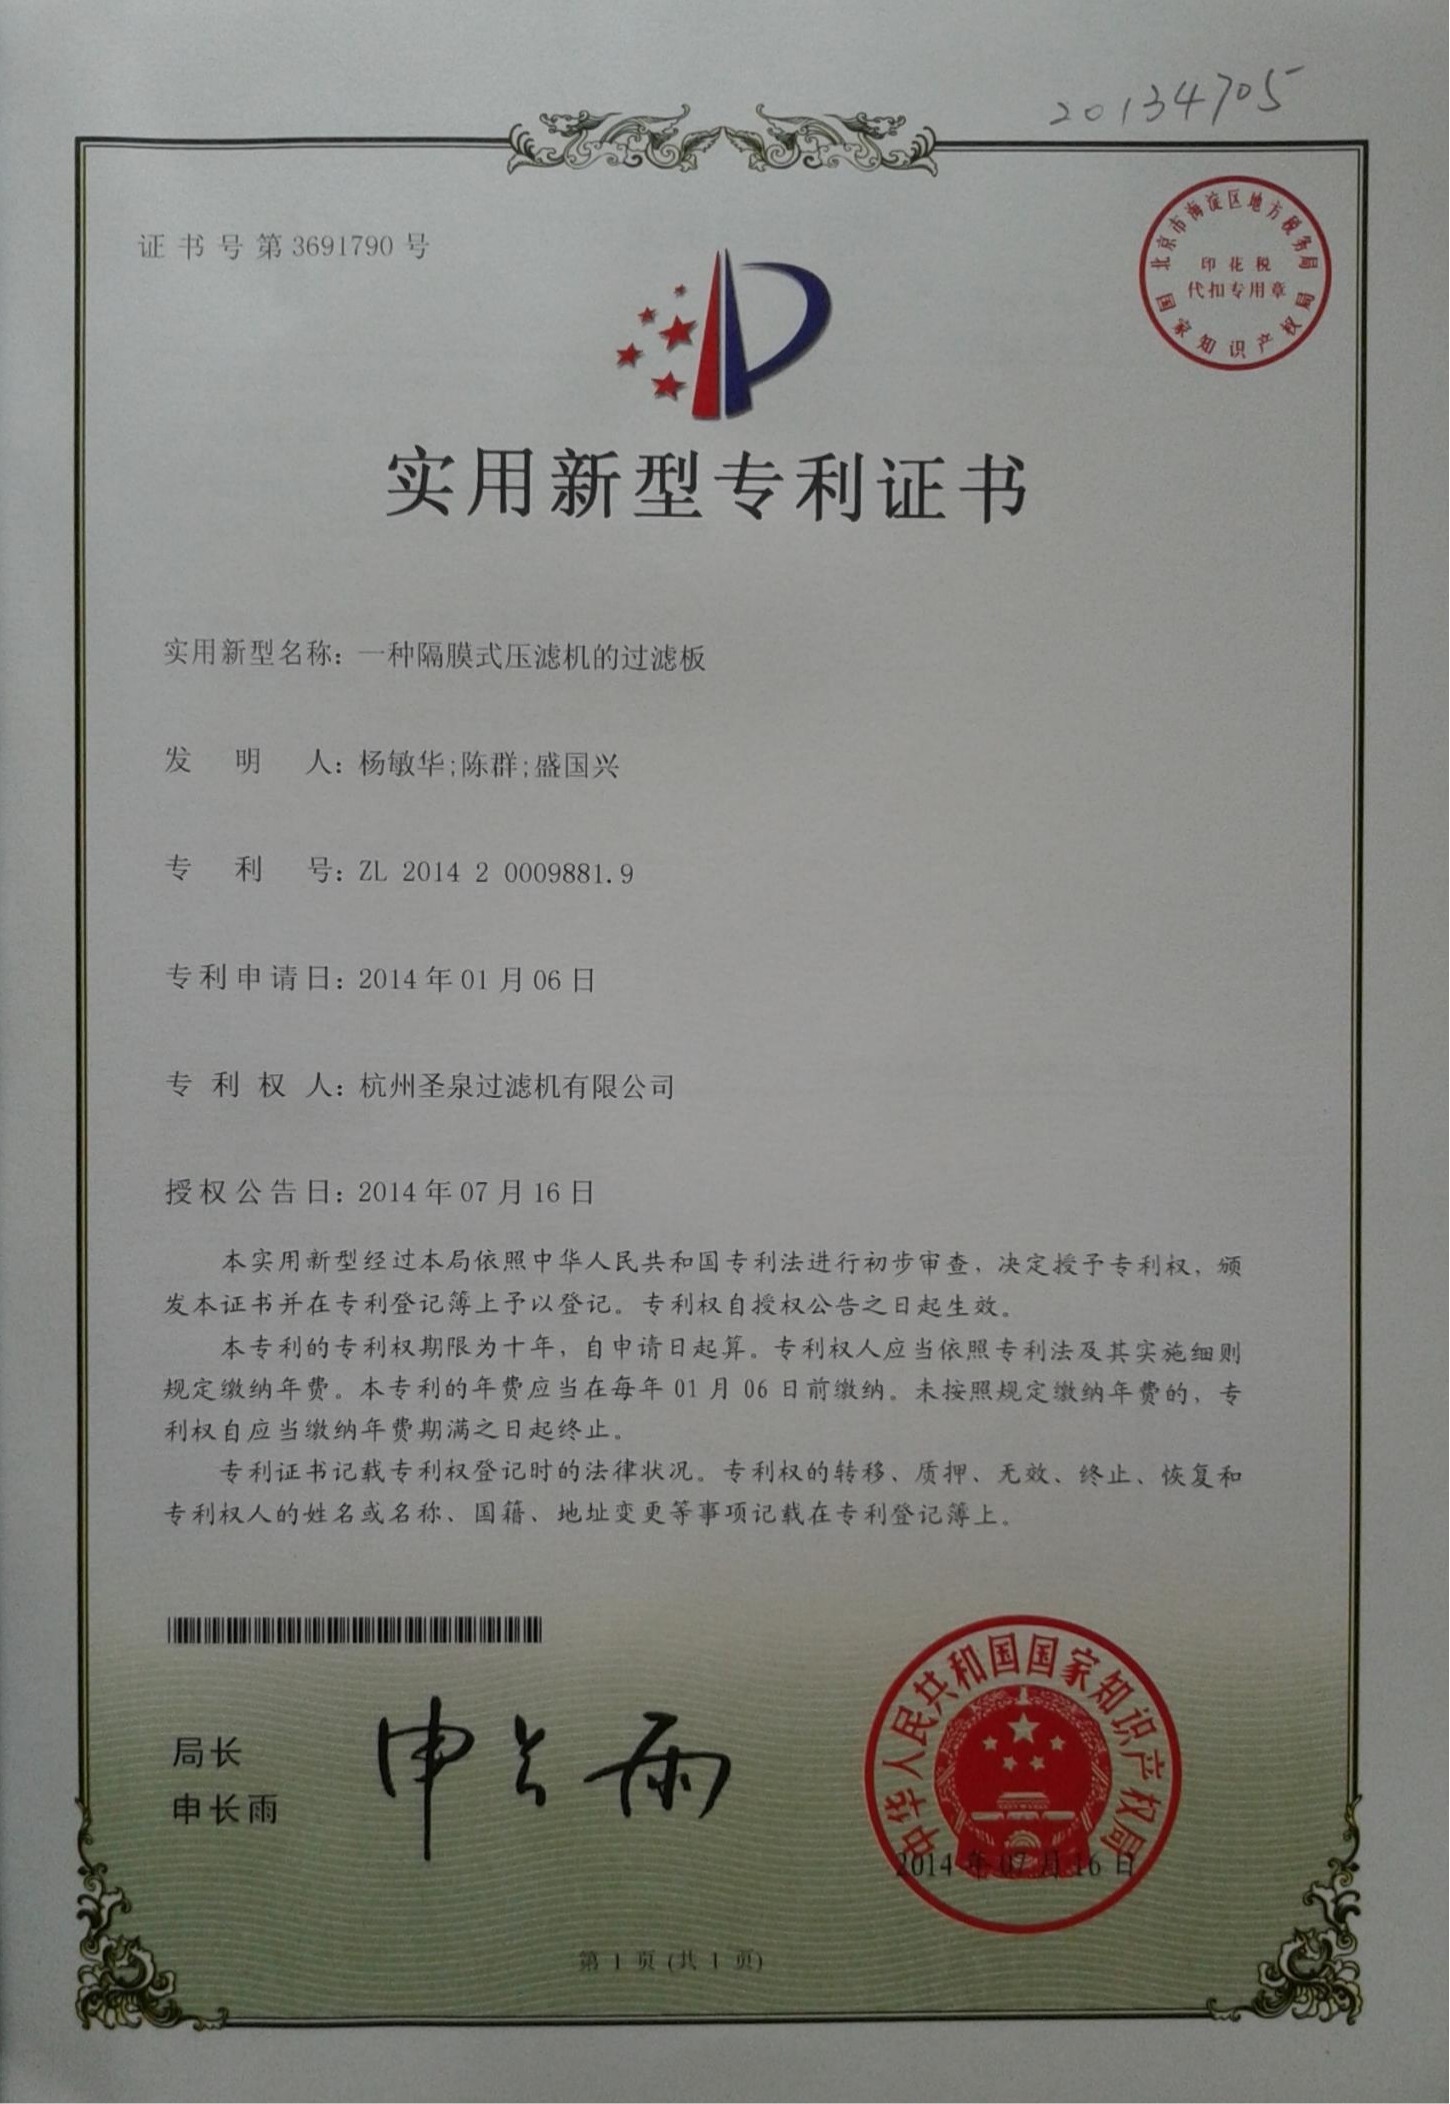 20134705
证书号第3691790号
北京市海淀区地方税务局
印花税
代扣专用章
国家知识产权局
实用新型专利证书
实用新型名称：一种隔膜式压滤机的过滤板
发明人：杨敏华;陈群;盛国兴
专利号：ZL 2014 2 0009881.9
专利申请日：2014年01月06日
专利权人：杭州圣泉过滤机有限公司
授权公告日：2014年07月16日
本实用新型经过本局依照中华人民共和国专利法进行初步审查，决定授予专利权，颁
发本证书并在专利登记簿上予以登记。专利权自授权公告之日起生效。
本专利的专利权期限为十年，自申请日起算。专利权人应当依照专利法及其实施细则
规定缴纳年费。本专利的年费应当在每年01月06日前缴纳。未按照规定缴纳年费的，专
利权自应当缴纳年费期满之日起终止。
专利证书记载专利权登记时的法律状况。专利权的转移、质押、无效、终止、恢复和
专利权人的姓名或名称、国籍、地址变更等事项记载在专利登记簿上。
局长
申长雨
申长雨
中华人民共和国国家知识产权局
2014年07月16日
第1页(共1页)